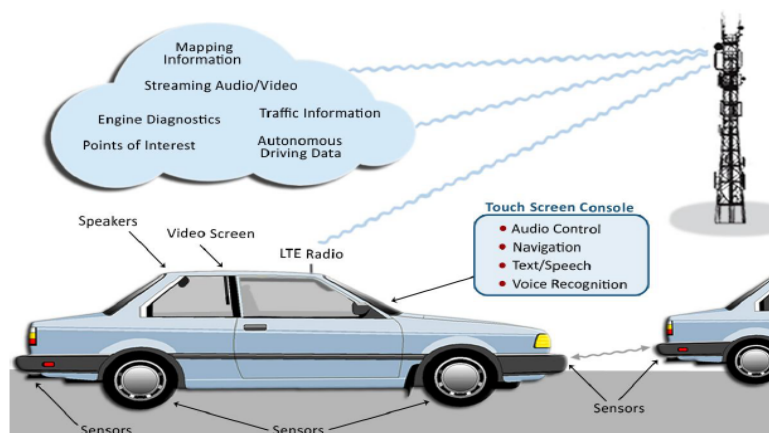 Mapping
Information
Streaming Audio/Video
Engine Diagnostics
Traffic Information
Points of Interest
Autonomous
Driving Data
Speakers
Video Screen
LTE Radio
Touch Screen Console
Audio Control
Navigation
Text/Speech
Voice Recognition
Sensors
Sensors
Sensors